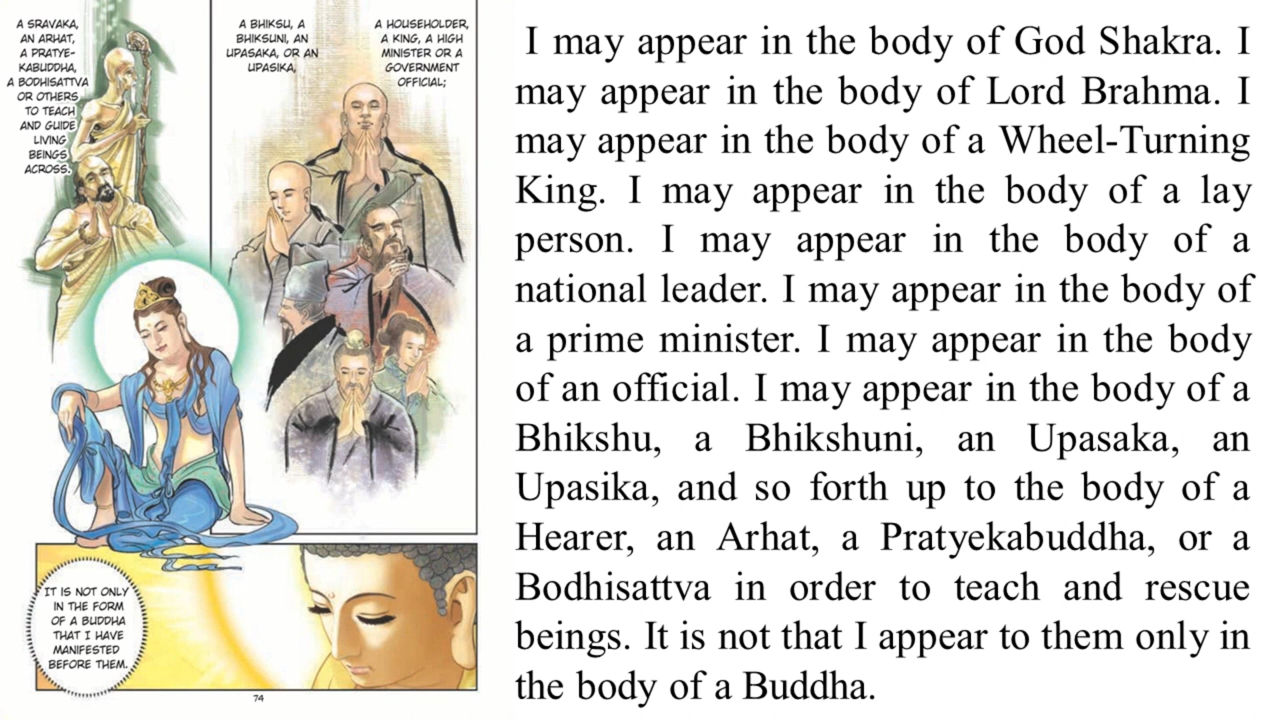 A SRAVAKA,
AN ARHAT,
A PRATYE-
KABUDDHA,
A BODHISATTVA
OR OTHERS
TO TEACH
AND GUIDE
LIVING
BEINGS
ACROSS.
A BHIKSU, A
BHIKSUNI, AN
UPASAKA, OR AN
UPASIKA,
A HOUSEHOLDER,
A KING, A HIGH
MINISTER OR A
GOVERNMENT
OFFICIAL;
IT IS NOT ONLY
IN THE FORM
OF A BUDDHA
THAT I HAVE
MANIFESTED
BEFORE THEM.
74
I may appear in the body of God Shakra. I
may appear in the body of Lord Brahma. I
may appear in the body of a Wheel-Turning
King. I may appear in the body of a lay
person. I may appear in the body of a
national leader. I may appear in the body of
a prime minister. I may appear in the body
of an official. I may appear in the body of a
Bhikshu, a Bhikshuni, an Upasaka, an
Upasika, and so forth up to the body of a
Hearer, an Arhat, a Pratyekabuddha, or a
Bodhisattva in order to teach and rescue
beings. It is not that I appear to them only in
the body of a Buddha.